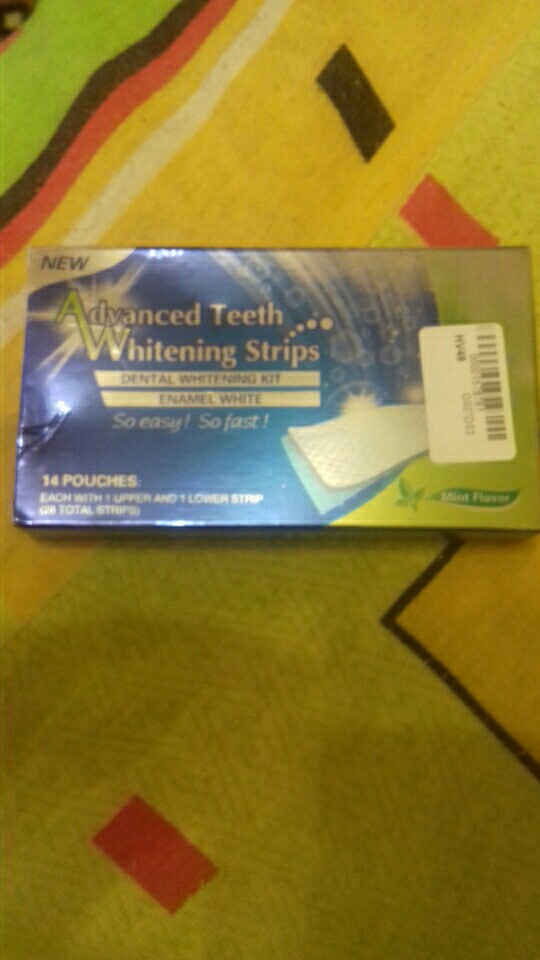 NEW
Advanced Teeth
Whitening Strips
DENTAL WHITENING KIT
ENAMEL WHITE
So easy! So fast!
14 POUCHES:
EACH WITH 1 UPPER AND 1 LOWER STRIP
(28 TOTAL STRIPS)
HV49
Mint Flavor